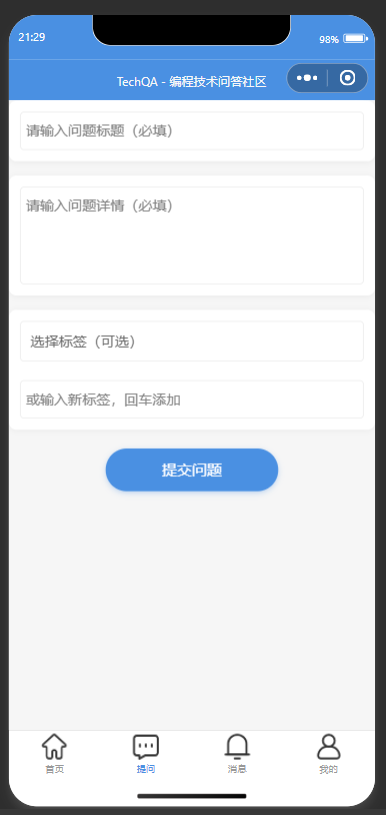 21:29
98%
TechQA - 编程技术问答社区
请输入问题标题（必填）
请输入问题详情（必填）
选择标签（可选）
或输入新标签，回车添加
提交问题
首页
提问
消息
我的